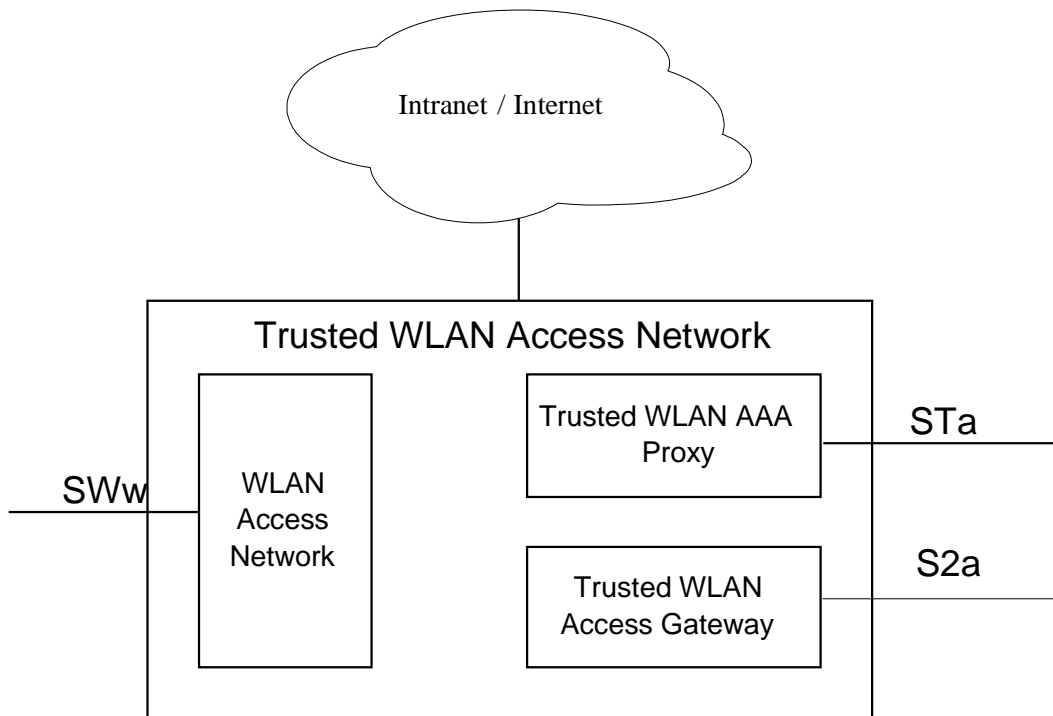 Intranet / Internet
Trusted WLAN Access Network
Trusted WLAN AAA
Proxy
STa
SWw
WLAN
Access
Network
S2a
Trusted WLAN
Access Gateway